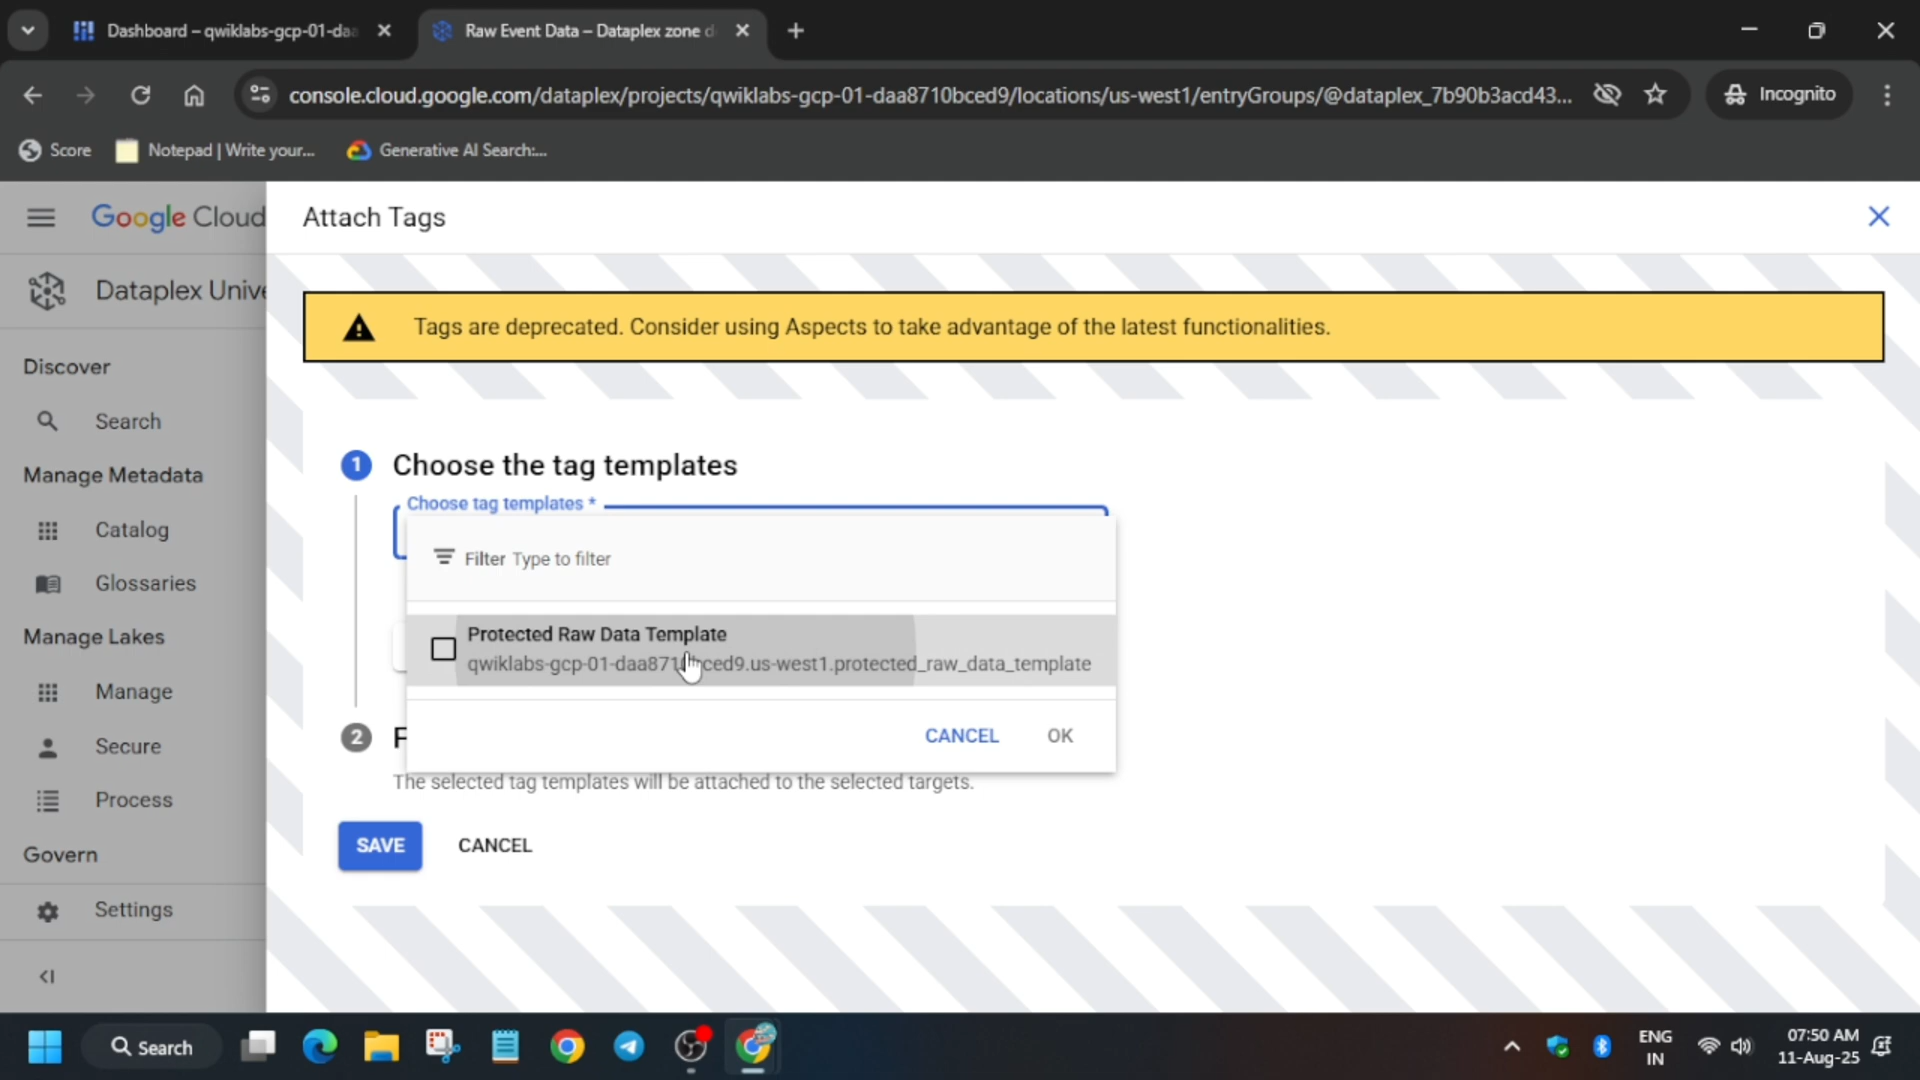 Dashboard – qwiklabs-gcp-01-daa
Raw Event Data – Dataplex zone d
console.cloud.google.com/dataplex/projects/qwiklabs-gcp-01-daa8710bced9/locations/us-west1/entryGroups/@dataplex_7b90b3acd43...
Incognito
Score
Notepad | Write your...
Generative AI Search:...
Google Cloud
Attach Tags
Dataplex Unive
Tags are deprecated. Consider using Aspects to take advantage of the latest functionalities.
Discover
Search
Manage Metadata
Catalog
Glossaries
Manage Lakes
Manage
Secure
Process
Govern
Settings
1 Choose the tag templates
Choose tag templates *
Filter Type to filter
Protected Raw Data Template
qwiklabs-gcp-01-daa8710bced9.us-west1.protected_raw_data_template
CANCEL OK
2 F
The selected tag templates will be attached to the selected targets.
SAVE CANCEL
Search
ENG
IN
07:50 AM
11-Aug-25